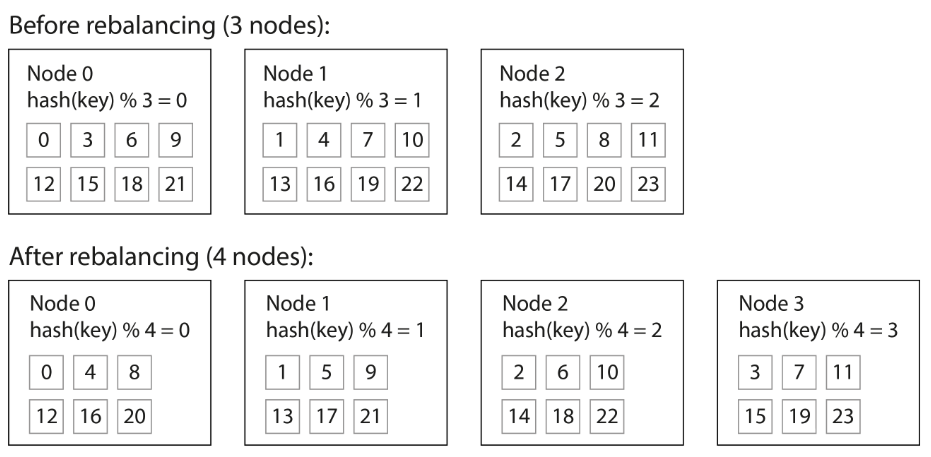 Before rebalancing (3 nodes):
Node 0
hash(key) % 3 = 0
0 3 6 9
12 15 18 21
Node 1
hash(key) % 3 = 1
1 4 7 10
13 16 19 22
Node 2
hash(key) % 3 = 2
2 5 8 11
14 17 20 23
After rebalancing (4 nodes):
Node 0
hash(key) % 4 = 0
0 4 8
12 16 20
Node 1
hash(key) % 4 = 1
1 5 9
13 17 21
Node 2
hash(key) % 4 = 2
2 6 10
14 18 22
Node 3
hash(key) % 4 = 3
3 7 11
15 19 23